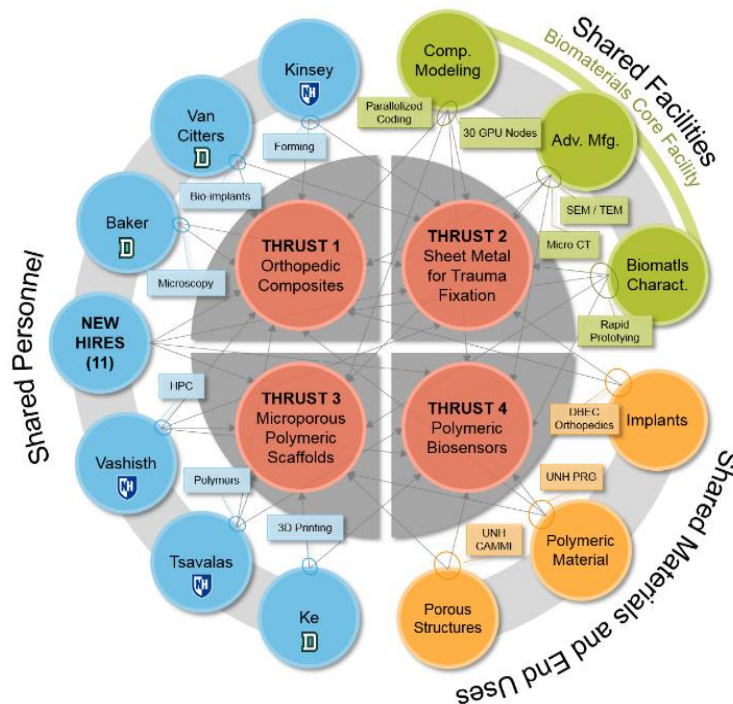 Shared Personnel
Kinsey
NH
Van
Citters
D
Baker
D
NEW
HIRES
(11)
Vashisth
NH
Tsavalas
NH
Ke
D
Forming
Bio-implants
Microscopy
HPC
Polymers
3D Printing
THRUST 1
Orthopedic
Composites
THRUST 2
Sheet Metal
for Trauma
Fixation
THRUST 3
Microporous
Polymeric
Scaffolds
THRUST 4
Polymeric
Biosensors
Shared Facilities
Biomaterials Core Facility
Comp.
Modeling
Adv. Mfg.
Biomatls
Charact.
Parallelized
Coding
30 GPU Nodes
SEM / TEM
Micro CT
Rapid
Protolying
Shared Materials and End Uses
Implants
Polymeric
Material
Porous
Structures
DBEC
Orthopedics
UNH PRG
UNH
CAMMI